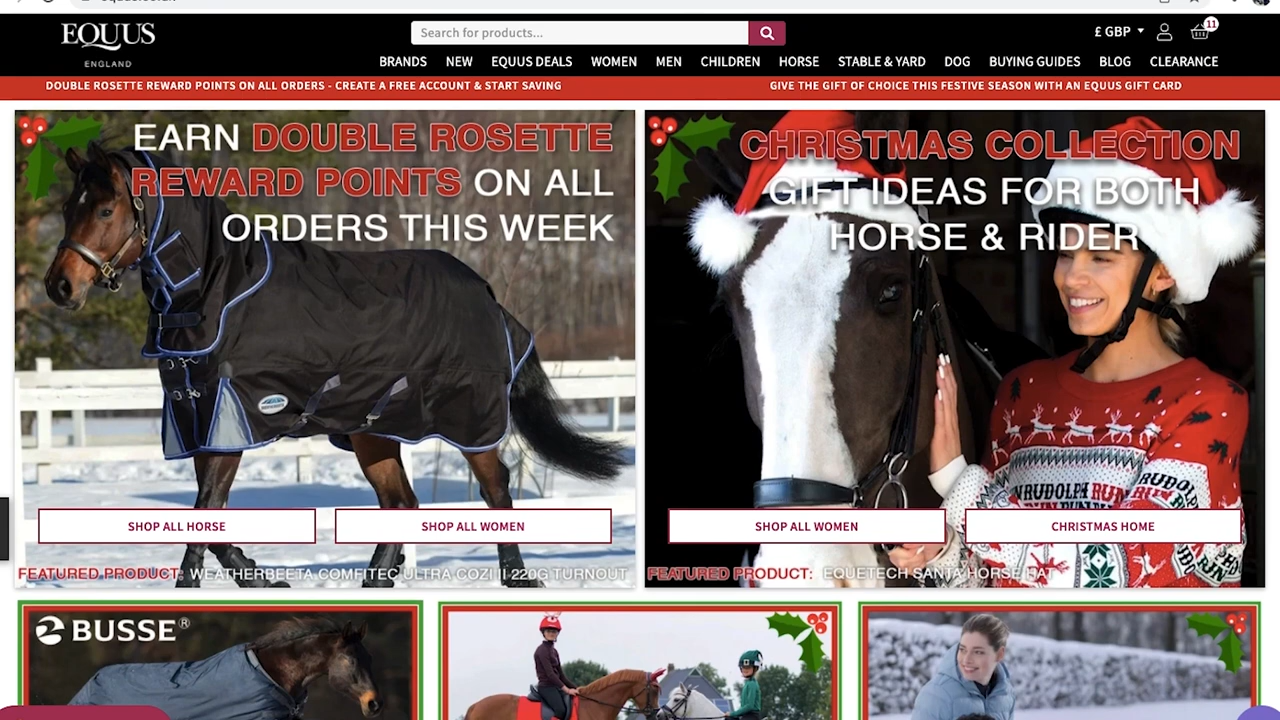 EQUUS
ENGLAND
Search for products...
£ GBP
11
BRANDS NEW EQUUS DEALS WOMEN MEN CHILDREN HORSE STABLE & YARD DOG BUYING GUIDES BLOG CLEARANCE
DOUBLE ROSETTE REWARD POINTS ON ALL ORDERS - CREATE A FREE ACCOUNT & START SAVING
GIVE THE GIFT OF CHOICE THIS FESTIVE SEASON WITH AN EQUUS GIFT CARD
EARN DOUBLE ROSETTE
REWARD POINTS ON ALL
ORDERS THIS WEEK
SHOP ALL HORSE
SHOP ALL WOMEN
FEATURED PRODUCT: WEATHERBEETA COMFITEC ULTRA COZI II 220G TURNOUT
CHRISTMAS COLLECTION
GIFT IDEAS FOR BOTH
HORSE & RIDER
RUDOLPH RUN RUDOLPH
SHOP ALL WOMEN
CHRISTMAS HOME
FEATURED PRODUCT: EQUETECH SANTA HORSE HAT
BUSSE®